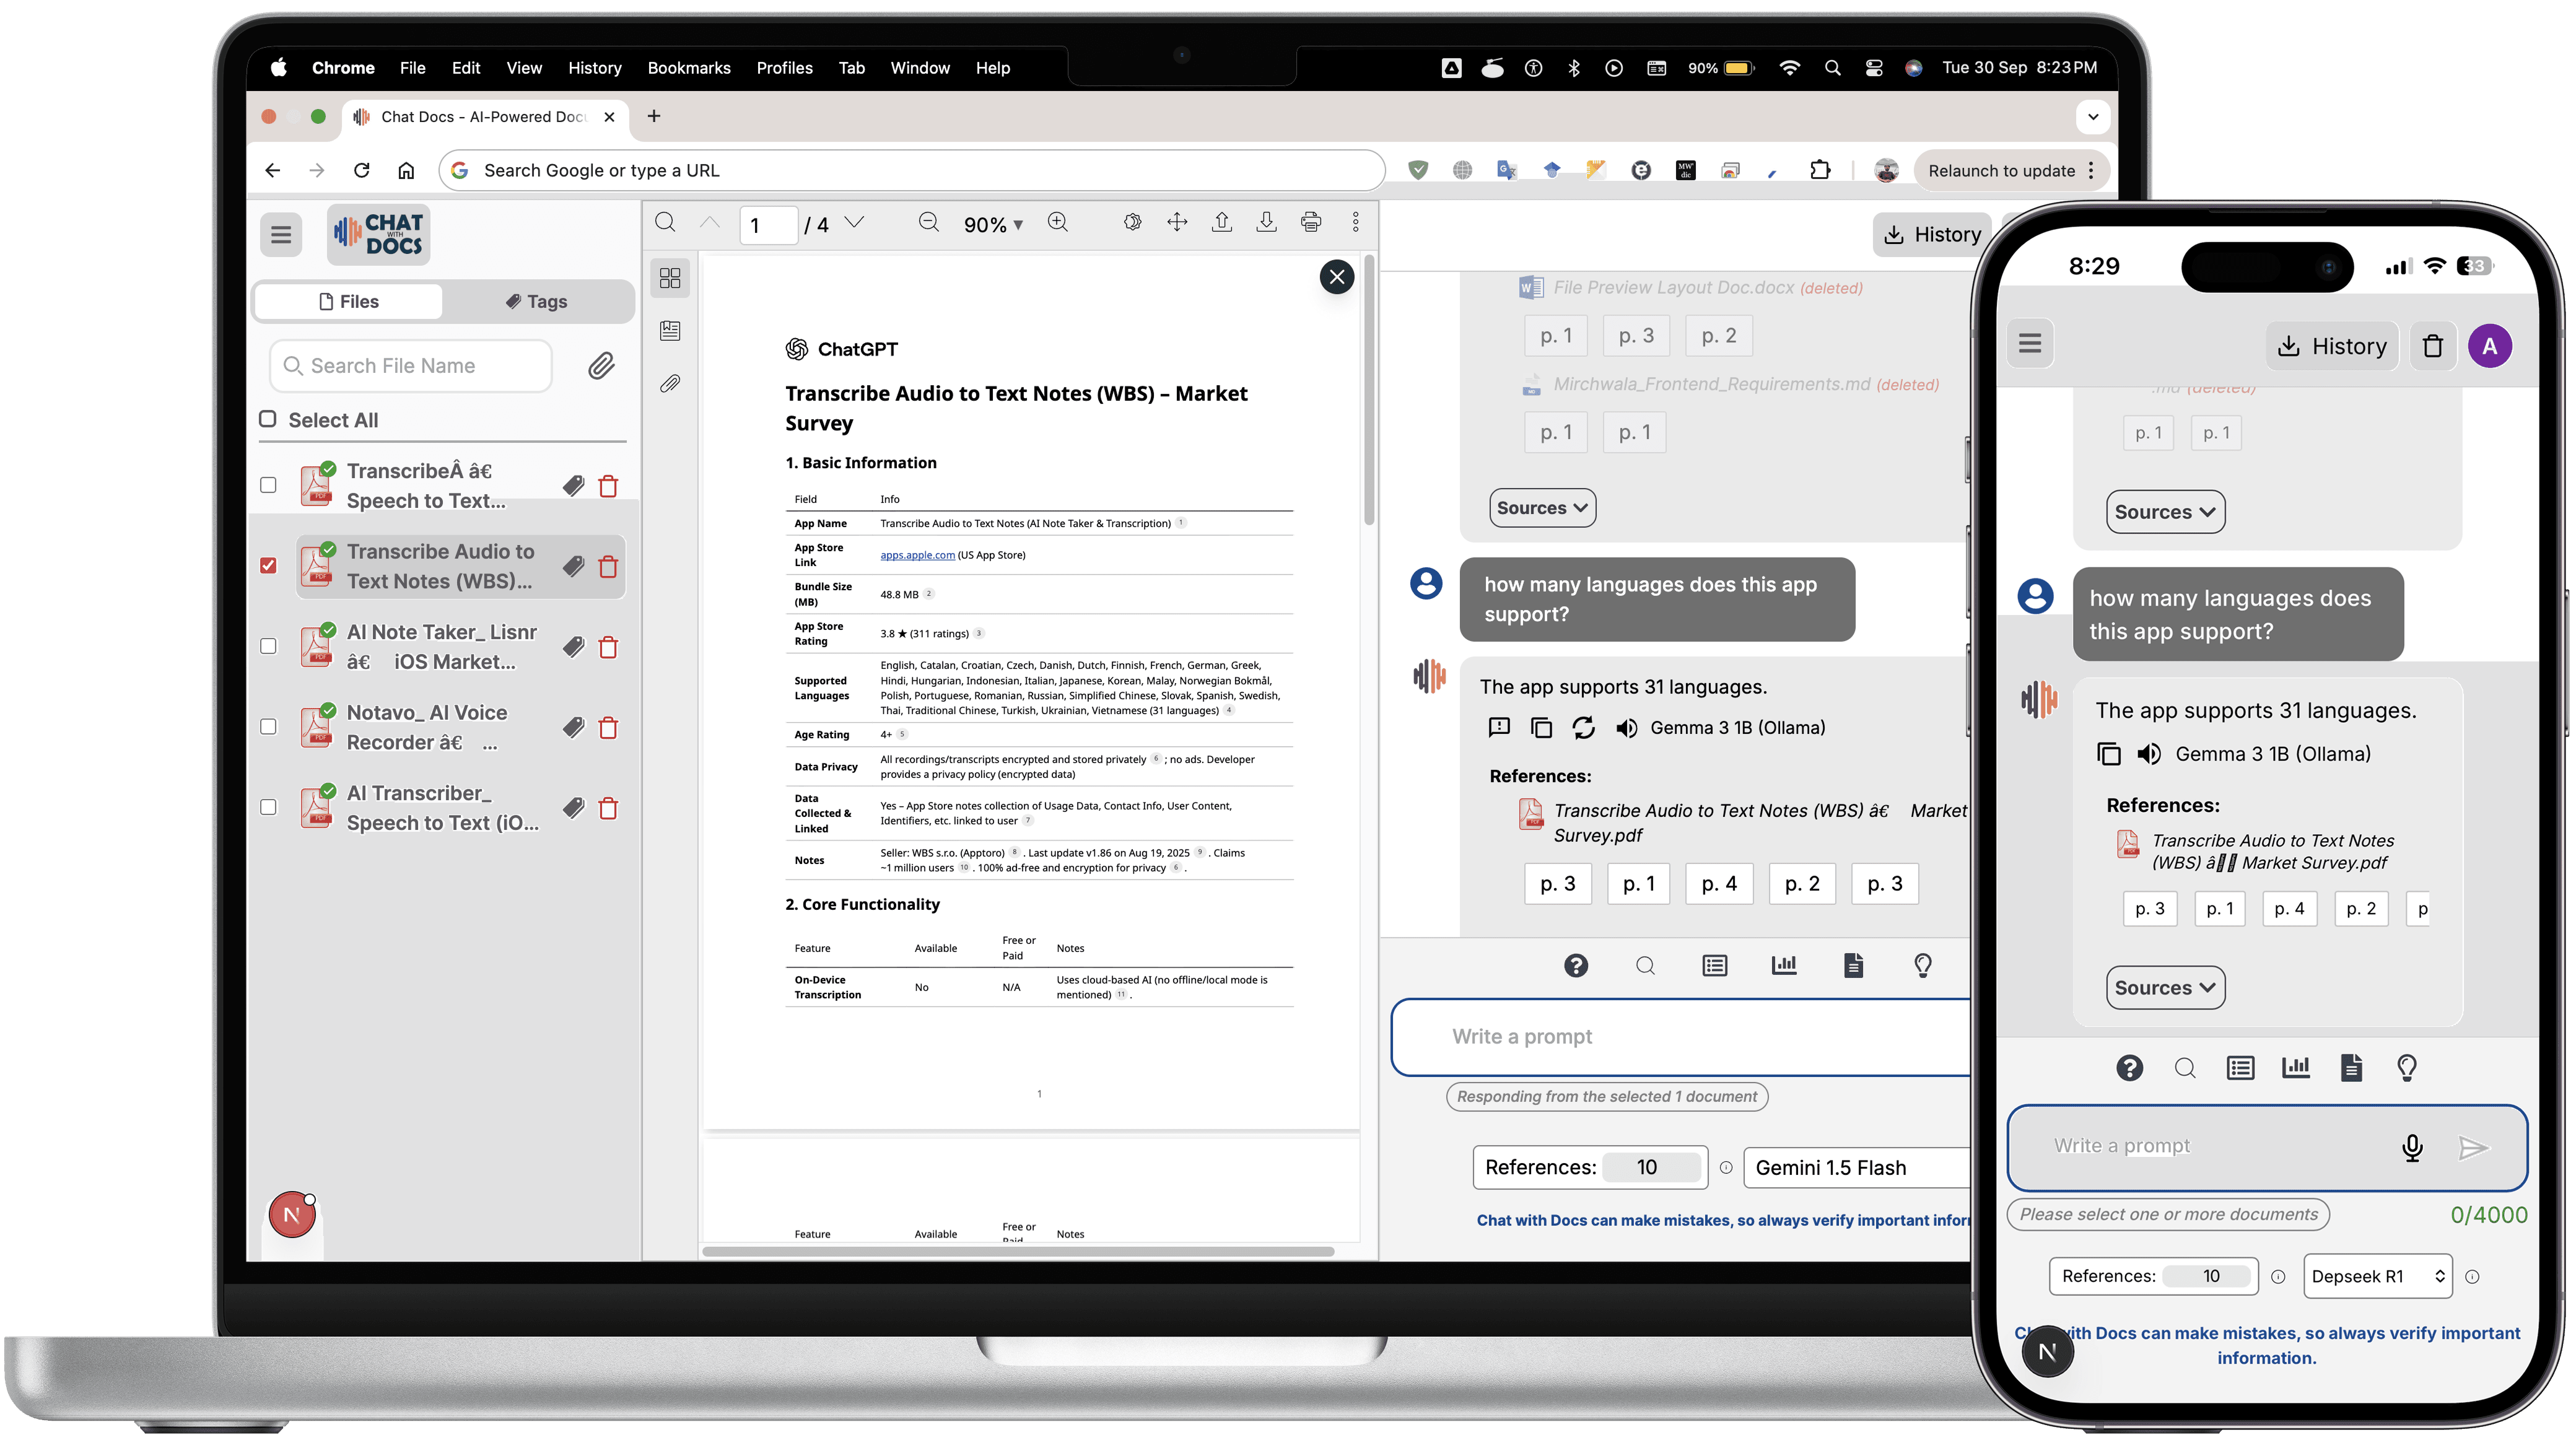 Chrome File Edit View History Bookmarks Profiles Tab Window Help
90% Tue 30 Sep 8:23 PM
Chat Docs - AI-Powered Doc
Search Google or type a URL
MW dic
Relaunch to update
CHAT
WITH
DOCS
Files Tags
Search File Name
Select All
TranscribeÂ â€
Speech to Text...
Transcribe Audio to
Text Notes (WBS)...
AI Note Taker_ Lisnr
â€ iOS Market...
Notavo_ AI Voice
Recorder â€ ...
AI Transcriber_
Speech to Text (iO...
PDF
PDF
PDF
PDF
PDF
N
1 / 4 90%
ChatGPT
Transcribe Audio to Text Notes (WBS) – Market
Survey
1. Basic Information
Field Info
App Name Transcribe Audio to Text Notes (AI Note Taker & Transcription) 1
App Store
Link apps.apple.com (US App Store)
Bundle Size
(MB) 48.8 MB 2
App Store
Rating 3.8 ★ (311 ratings) 3
Supported
Languages
English, Catalan, Croatian, Czech, Danish, Dutch, Finnish, French, German, Greek,
Hindi, Hungarian, Indonesian, Italian, Japanese, Korean, Malay, Norwegian Bokmål,
Polish, Portuguese, Romanian, Russian, Simplified Chinese, Slovak, Spanish, Swedish,
Thai, Traditional Chinese, Turkish, Ukrainian, Vietnamese (31 languages) 4
Age Rating 4+ 5
Data Privacy
All recordings/transcripts encrypted and stored privately 6 ; no ads. Developer
provides a privacy policy (encrypted data)
Data
Collected &
Linked
Yes – App Store notes collection of Usage Data, Contact Info, User Content,
Identifiers, etc. linked to user 7
Notes
Seller: WBS s.r.o. (Apptoro) 8 . Last update v1.86 on Aug 19, 2025 9 . Claims
~1 million users 10 . 100% ad-free and encryption for privacy 6 .
2. Core Functionality
Feature Available Free or
Paid Notes
On-Device
Transcription No N/A Uses cloud-based AI (no offline/local mode is
mentioned) 11 .
1
Feature Available Free or
Paid Notes
History
File Preview Layout Doc.docx (deleted)
p. 1 p. 3 p. 2
Mirchwala_Frontend_Requirements.md (deleted)
p. 1 p. 1
Sources
how many languages does this app
support?
The app supports 31 languages.
Gemma 3 1B (Ollama)
References:
Transcribe Audio to Text Notes (WBS) â€ Market
Survey.pdf
p. 3 p. 1 p. 4 p. 2 p. 3
Write a prompt
Responding from the selected 1 document
References: 10 Gemini 1.5 Flash
Chat with Docs can make mistakes, so always verify important infor
8:29 33
History A
.md (deleted)
p. 1 p. 1
Sources
how many languages does
this app support?
The app supports 31 languages.
Gemma 3 1B (Ollama)
References:
Transcribe Audio to Text Notes
(WBS) â Market Survey.pdf
p. 3 p. 1 p. 4 p. 2 p
Sources
Write a prompt
Please select one or more documents 0/4000
References: 10 Depseek R1
with Docs can make mistakes, so always verify important
information.
N